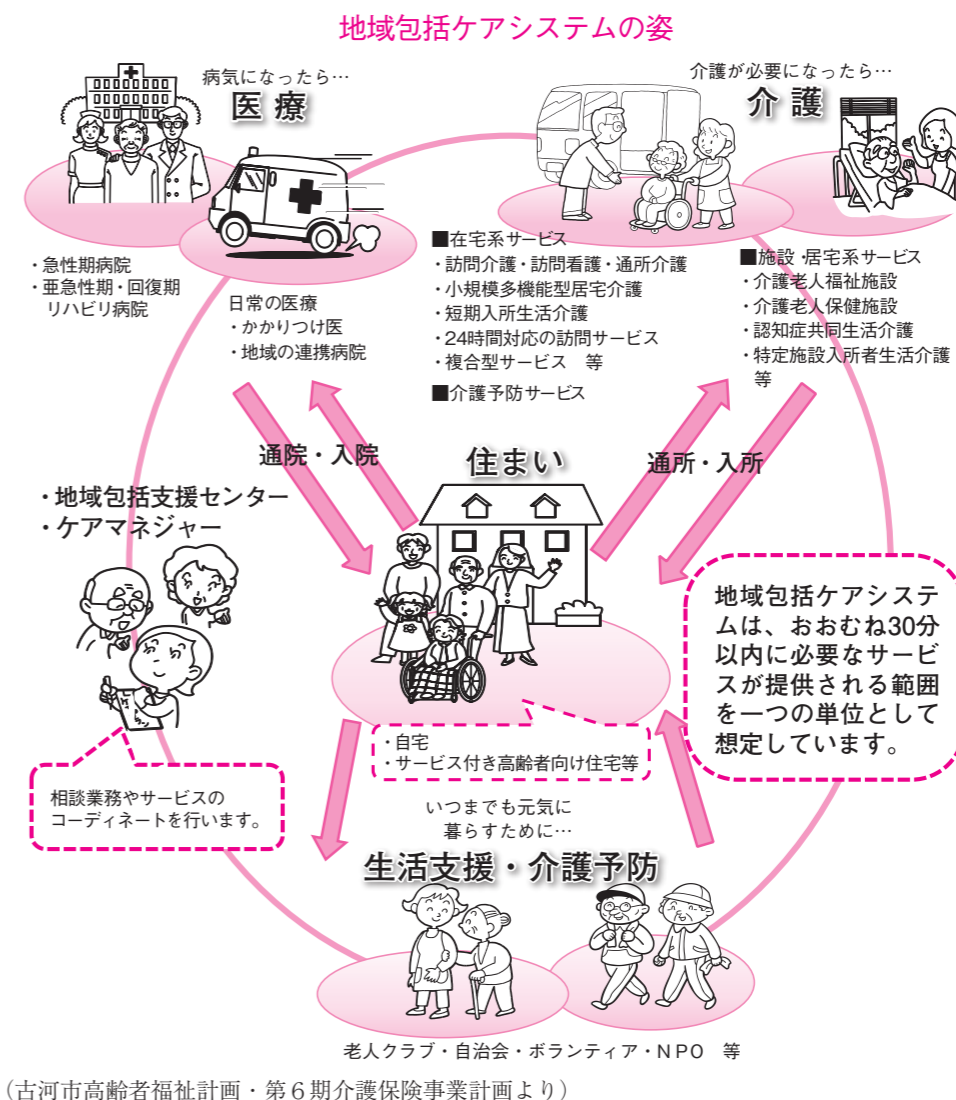 地域包括ケアシステムの姿
病気になったら…
医療
・急性期病院
・亜急性期・回復期
リハビリ病院
日常の医療
・かかりつけ医
・地域の連携病院
介護が必要になったら…
介護
■在宅系サービス
・訪問介護・訪問看護・通所介護
・小規模多機能型居宅介護
・短期入所生活介護
・24時間対応の訪問サービス
・複合型サービス 等
■介護予防サービス
■施設・居宅系サービス
・介護老人福祉施設
・介護老人保健施設
・認知症共同生活介護
・特定施設入所者生活介護
等
通院・入院
住まい
通所・入所
・地域包括支援センター
・ケアマネジャー
相談業務やサービスの
コーディネートを行います。
地域包括ケアシステ
ムは、おおむね30分
以内に必要なサービ
スが提供される範囲
を一つの単位として
想定しています。
・自宅
・サービス付き高齢者向け住宅等
いつまでも元気に
暮らすために…
生活支援・介護予防
老人クラブ・自治会・ボランティア・NPO 等
（古河市高齢者福祉計画・第６期介護保険事業計画より）